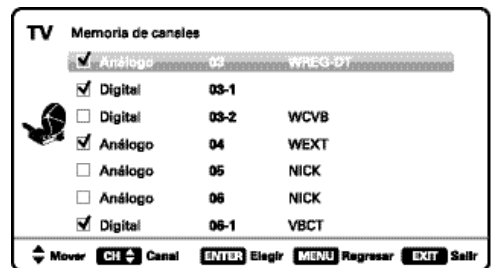 TV Memoria de canales
Análogo 03 WREG-DT
Digital 03-1
Digital 03-2 WCVB
Análogo 04 WEXT
Análogo 05 NICK
Análogo 06 NICK
Digital 06-1 VBCT
Mover CH Canal ENTER Elegir MENU Regresar EXIT Salir